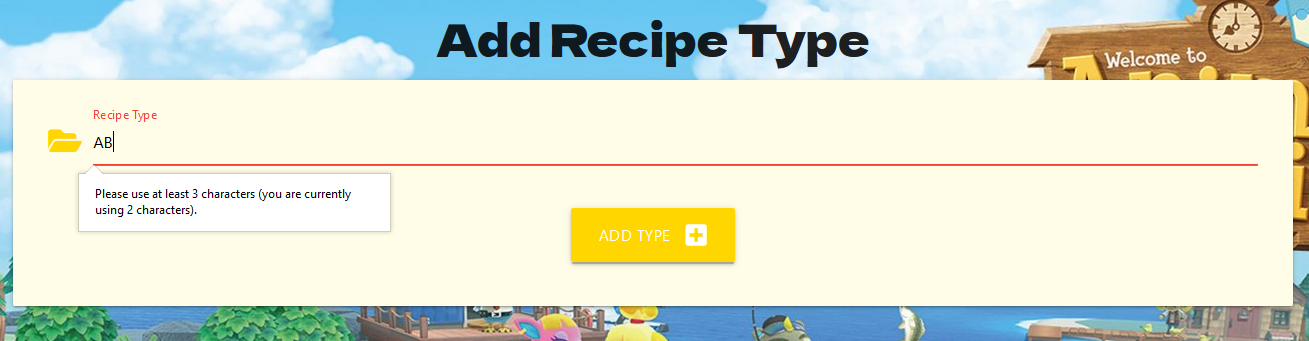 Add Recipe Type
Welcome to
Recipe Type
AB
Please use at least 3 characters (you are currently
using 2 characters).
ADD TYPE